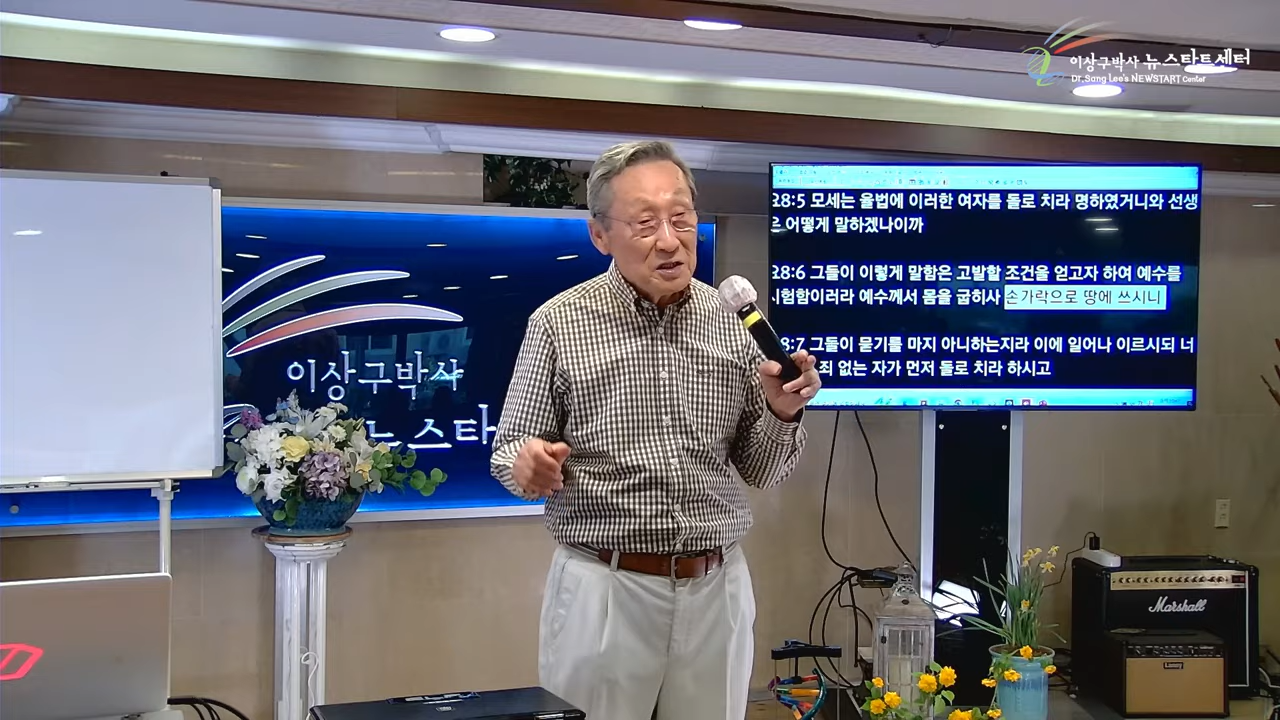 이상구박사 뉴스타트센터
Dr.Sang Lee's NEWSTART Center
28:5 모세는 율법에 이러한 여자를 돌로 치라 명하였거니와 선생
어떻게 말하겠나이까
28:6 그들이 이렇게 말함은 고발할 조건을 얻고자 하여 예수를
시험함이러라 예수께서 몸을 굽히사 손가락으로 땅에 쓰시니
8:7 그들이 묻기를 마지 아니하는지라 이에 일어나 이르시되 너
죄 없는 자가 먼저 돌로 치라 하시고
이상구박사
뉴스타
Marshall
Laney